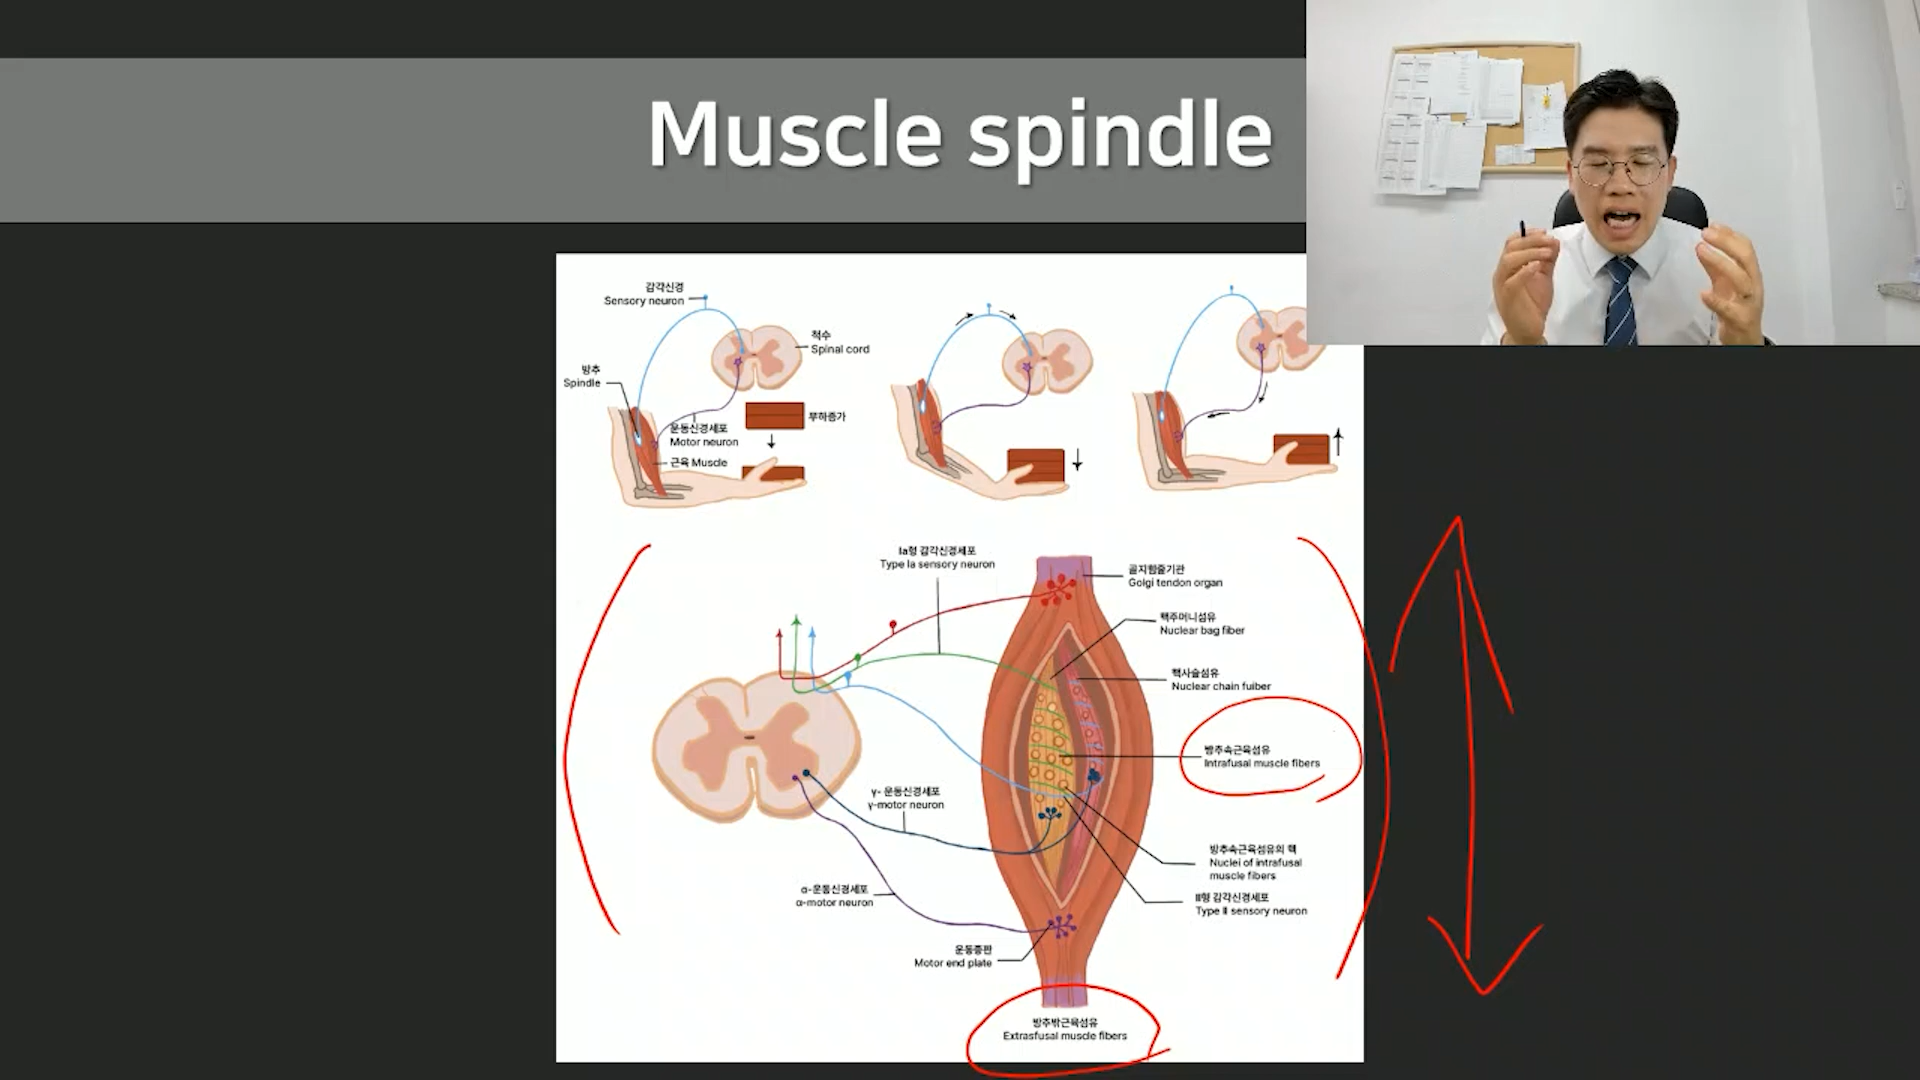 Muscle spindle
감각신경
Sensory neuron
척수
Spinal cord
방추
Spindle
부하증가
운동신경세포
Motor neuron
근육 Muscle
Ia형 감각신경세포
Type Ia sensory neuron
골지힘줄기관
Golgi tendon organ
핵주머니섬유
Nuclear bag fiber
핵사슬섬유
Nuclear chain fuiber
방추속근육섬유
Intrafusal muscle fibers
γ- 운동신경세포
γ-motor neuron
방추속근육섬유의 핵
Nuclei of intrafusal
muscle fibers
α-운동신경세포
α-motor neuron
II형 감각신경세포
Type II sensory neuron
운동종판
Motor end plate
방추밖근육섬유
Extrasfusal muscle fibers